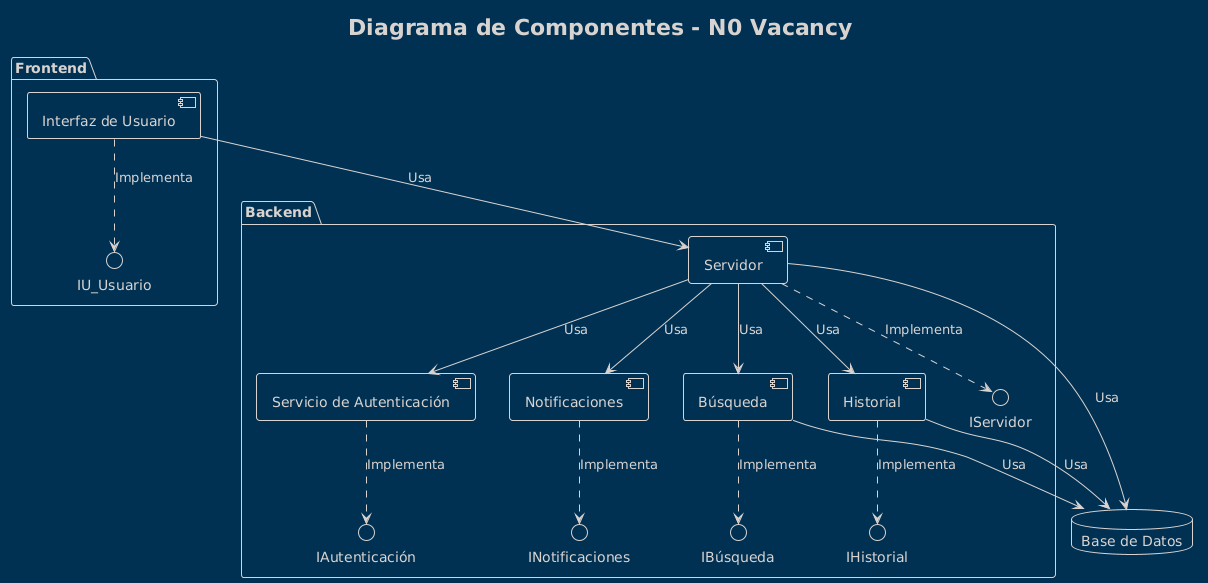 Diagrama de Componentes - N0 Vacancy
Frontend
Interfaz de Usuario
Implementa
Usa
IU_Usuario
Backend
Servidor
Usa
Usa
Usa
Usa
Implementa
Usa
Servicio de Autenticación
Notificaciones
Búsqueda
Historial
IServidor
Implementa
Implementa
Implementa
Implementa
Usa
Usa
IAutenticación
INotificaciones
IBúsqueda
IHistorial
Base de Datos